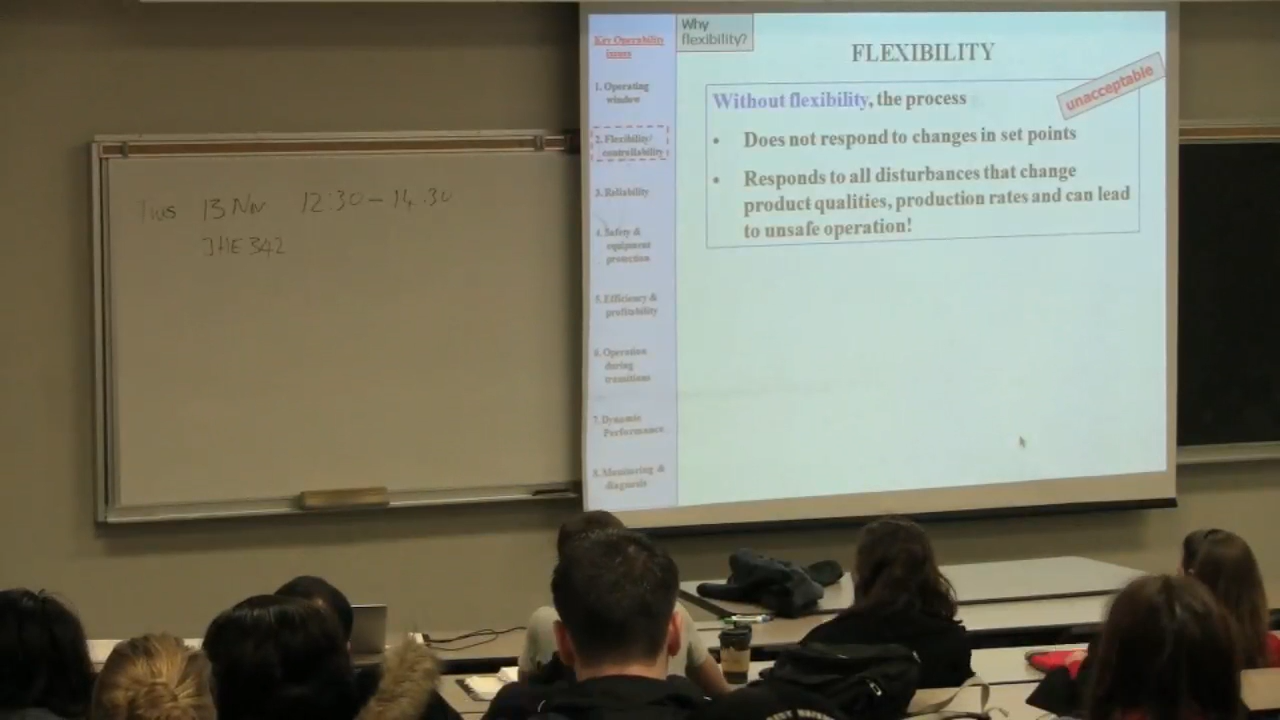 Thus 13 Nov 12:30 - 14.30
JHE 342
Key Operability
issues
1. Operating
window
2. Flexibility/
controllability
3. Reliability
4. Safety &
equipment
protection
5. Efficiency &
profitability
6. Operation
during
transitions
7. Dynamic
Performance
8. Monitoring &
diagnosis
Why
flexibility?
FLEXIBILITY
unacceptable
Without flexibility, the process
• Does not respond to changes in set points
• Responds to all disturbances that change
product qualities, production rates and can lead
to unsafe operation!